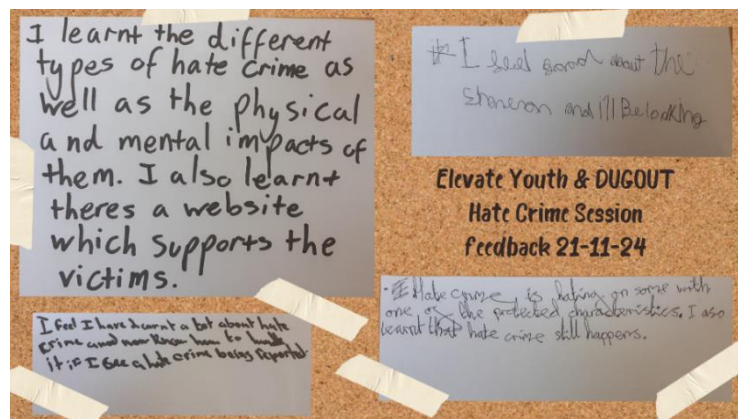 I learnt the different
types of hate crime as
well as the physical
and mental impacts of
them. I also learnt
theres a website
which supports the
victims.
I feel I have learnt a lot about hate
crime and now know how to handle
it if I see a hate crime being reported
I feel good about the
and I'll Be looking
Elevate Youth & DUGOUT
Hate Crime Session
feedback 21-11-24
Hate crime is hating on some with
one or the protected characteristics. I also
learnt that hate crime still happens.